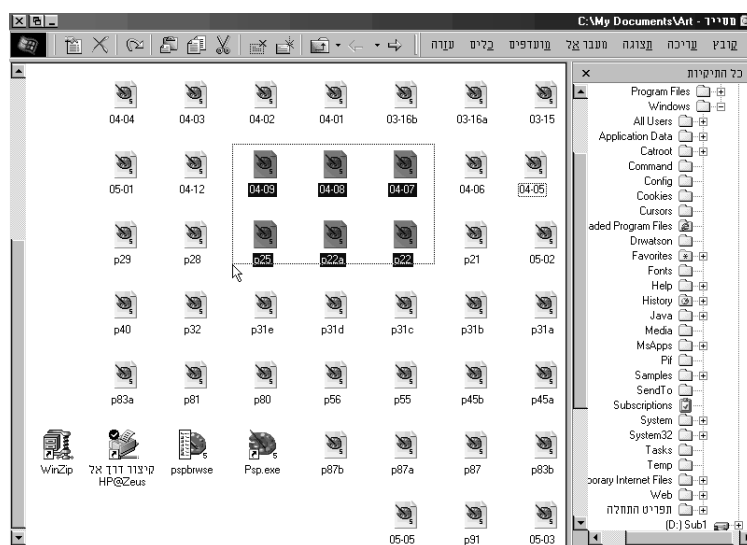 מסייר - C:\My Documents\Art
קובץ עריכה תצוגה מעבר אל מועדפים כלים עזרה
כל התיקיות
Program Files
Windows
All Users
Application Data
Catroot
Command
Config
Cookies
Cursors
aded Program Files
Drwatson
Favorites
Fonts
Help
History
Java
Media
MsApps
Pif
Samples
SendTo
Subscriptions
System
System32
Tasks
Temp
porary Internet Files
Web
תפריט התחלה
(D:) Sub1
03-15 03-16a 03-16b 04-01 04-02 04-03 04-04
04-05 04-06 04-07 04-08 04-09 04-12 05-01
05-02 p21 p22 p22a p25 p28 p29
p31a p31b p31c p31d p31e p32 p40
p45a p45b p55 p56 p80 p81 p83a
p83b p87 p87a p87b Psp.exe pspbrwse קיצור דרך אל WinZip
HP@Zeus
05-03 p91 05-05